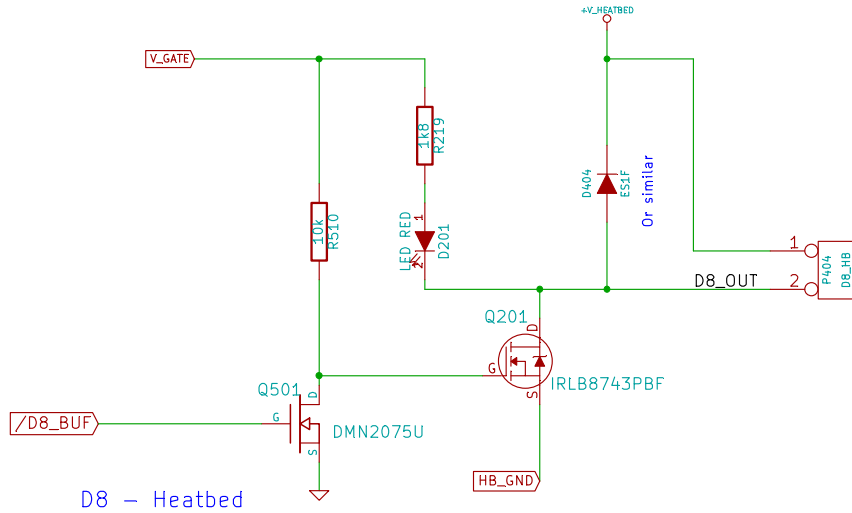 +V_HEATBED
V_GATE
1k8
R219
D404
ES1F
Or similar
10k
R510
LED RED
1
2
D201
1
2
P404
D8_HB
D8_OUT
Q201
D
G
S
IRLB8743PBF
Q501
D
G
S
DMN2075U
/D8_BUF
HB_GND
D8 – Heatbed